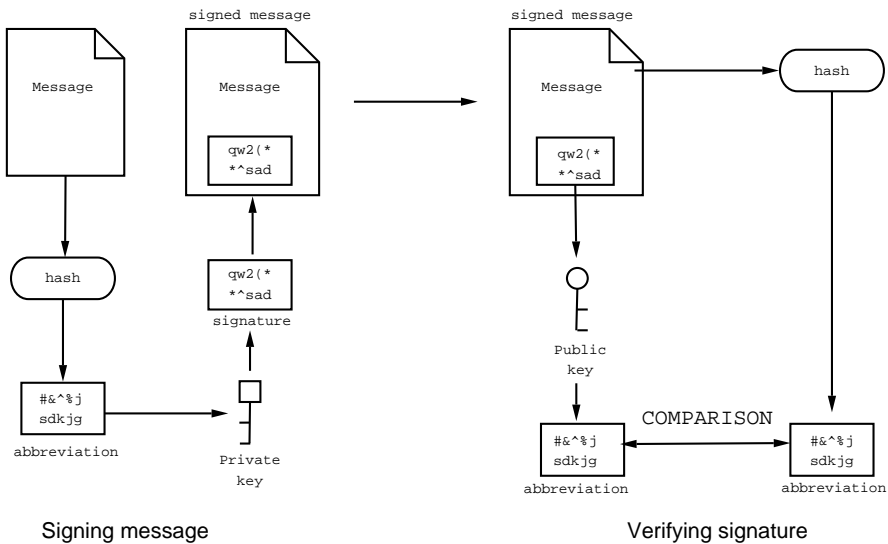 Message
hash
#&^%j
sdkjg
abbreviation
Private
key
qw2(*
*^sad
signature
signed message
Message
qw2(*
*^sad
Signing message
signed message
Message
qw2(*
*^sad
Public
key
#&^%j
sdkjg
abbreviation
COMPARISON
hash
#&^%j
sdkjg
abbreviation
Verifying signature